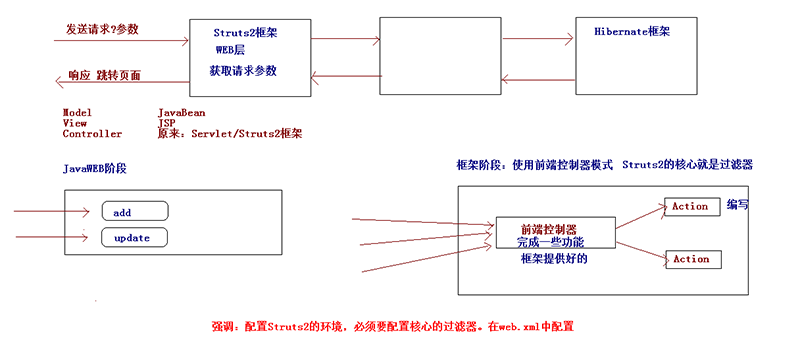 发送请求?参数
响应 跳转页面
Struts2框架
WEB层
获取请求参数
Hibernate框架
Model JavaBean
View JSP
Controller 原来：Servlet/Struts2框架
JavaWEB阶段
add
update
框架阶段：使用前端控制器模式 Struts2的核心就是过滤器
前端控制器
完成一些功能
框架提供好的
Action 编写
Action
强调：配置Struts2的环境，必须要配置核心的过滤器。在web.xml中配置